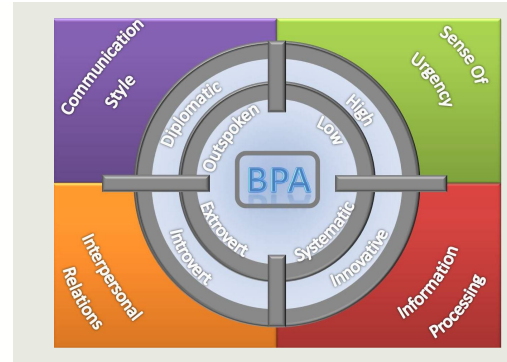 Communication
Style
Sense Of
Urgency
Diplomatic
Outspoken
High
Low
BPA
Extrovert
Introvert
Systematic
Innovative
Interpersonal
Relations
Information
Processing